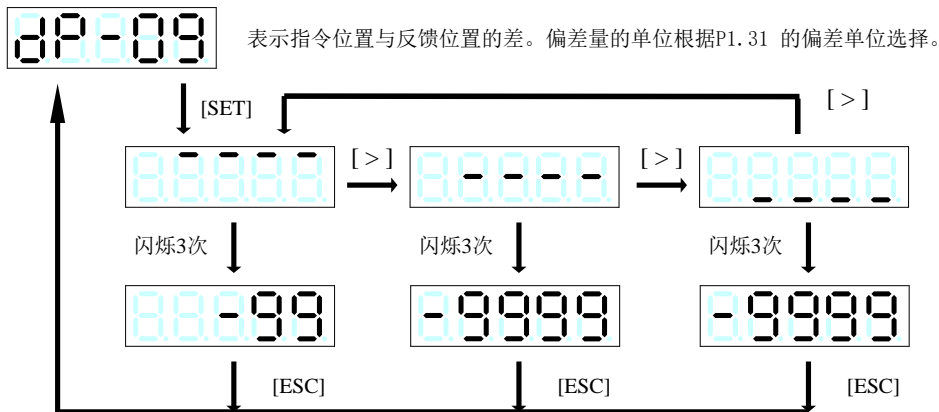 dP-09 表示指令位置与反馈位置的差。偏差量的单位根据P1.31 的偏差单位选择。
[SET]
[ > ]
- - - -
[ > ]
- - - -
[ > ]
- - - -
闪烁3次
闪烁3次
闪烁3次
-99
-9999
-9999
[ESC]
[ESC]
[ESC]